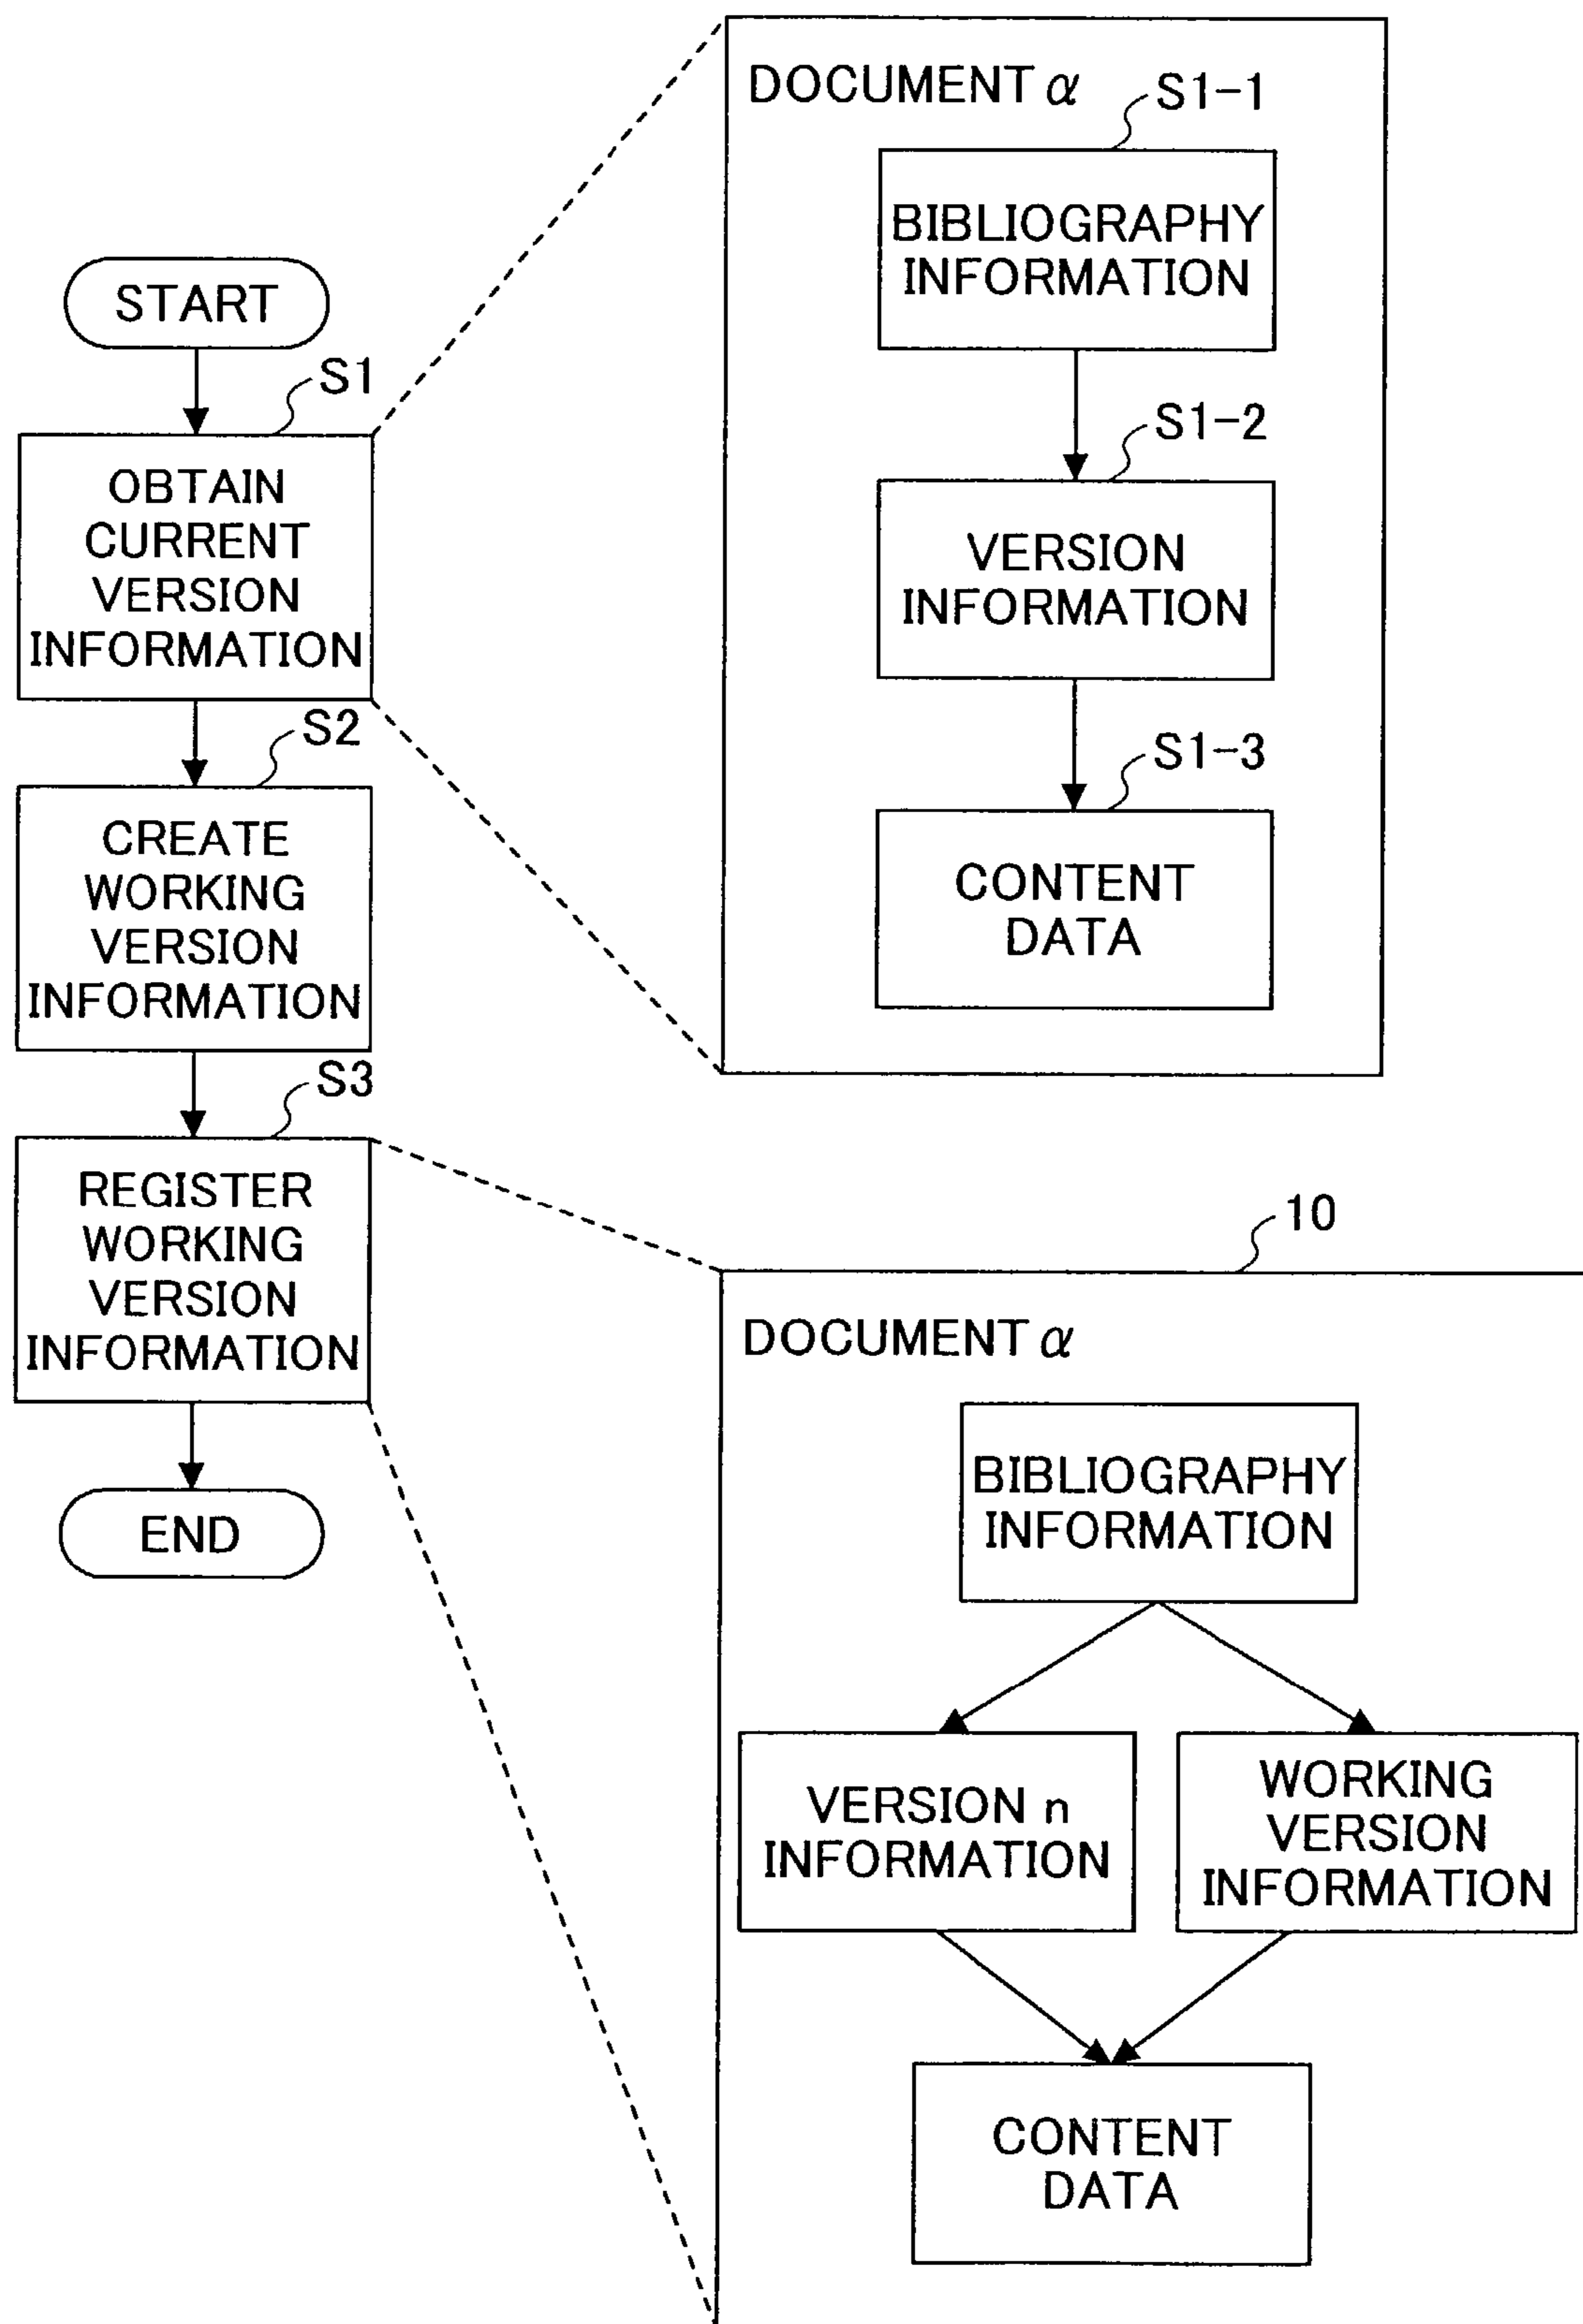 START
S1
OBTAIN
CURRENT
VERSION
INFORMATION
S2
CREATE
WORKING
VERSION
INFORMATION
S3
REGISTER
WORKING
VERSION
INFORMATION
END
DOCUMENT α
S1-1
BIBLIOGRAPHY
INFORMATION
S1-2
VERSION
INFORMATION
S1-3
CONTENT
DATA
10
DOCUMENT α
BIBLIOGRAPHY
INFORMATION
VERSION n
INFORMATION
WORKING
VERSION
INFORMATION
CONTENT
DATA